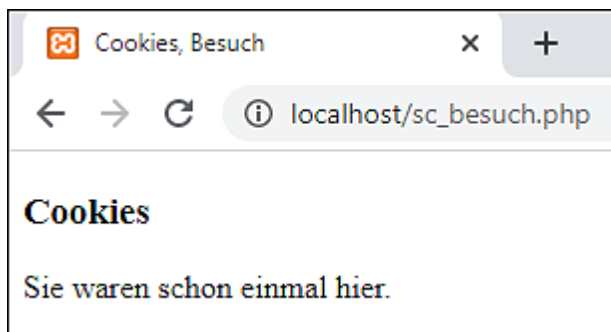 Cookies, Besuch
localhost/sc_besuch.php
Cookies
Sie waren schon einmal hier.